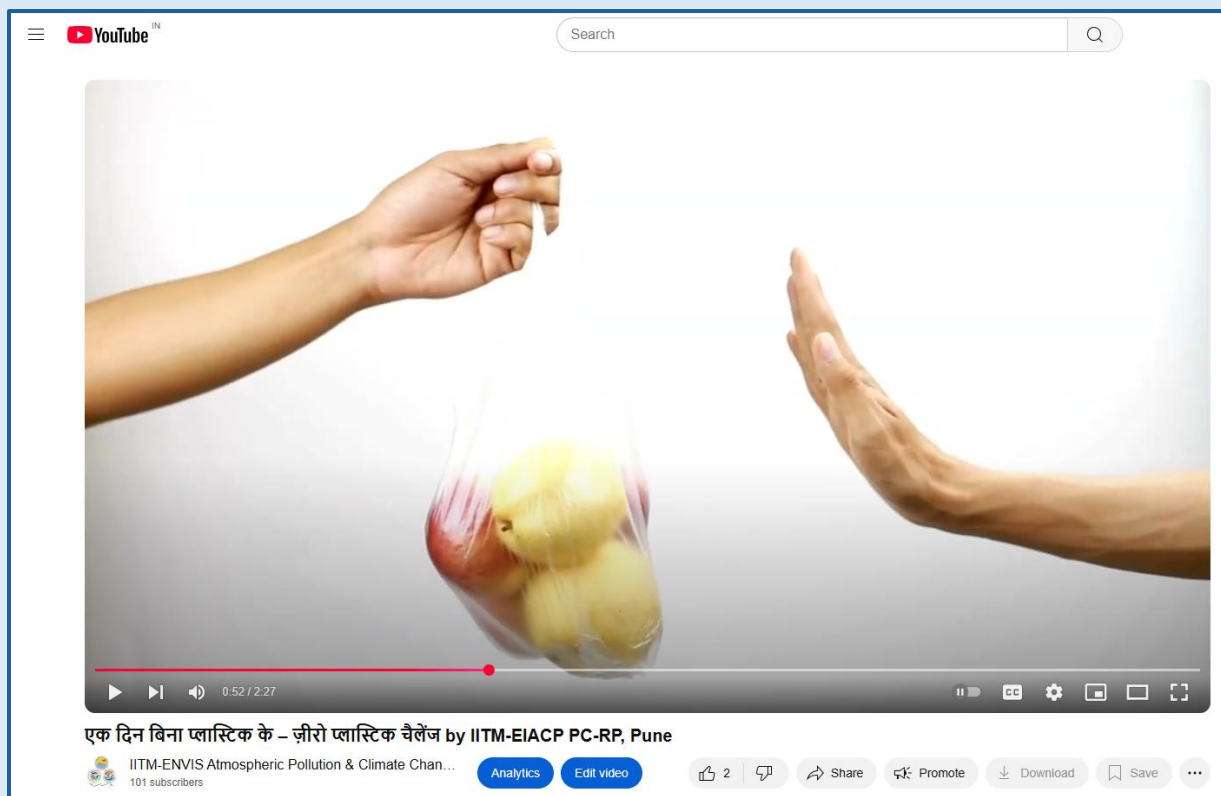 YouTube IN
Search
0:52 / 2:27
CC
एक दिन बिना प्लास्टिक के – ज़ीरो प्लास्टिक चैलेंज by IITM-EIACP PC-RP, Pune
IITM-ENVIS Atmospheric Pollution & Climate Chan...
101 subscribers
Analytics
Edit video
2
Share
Promote
Download
Save